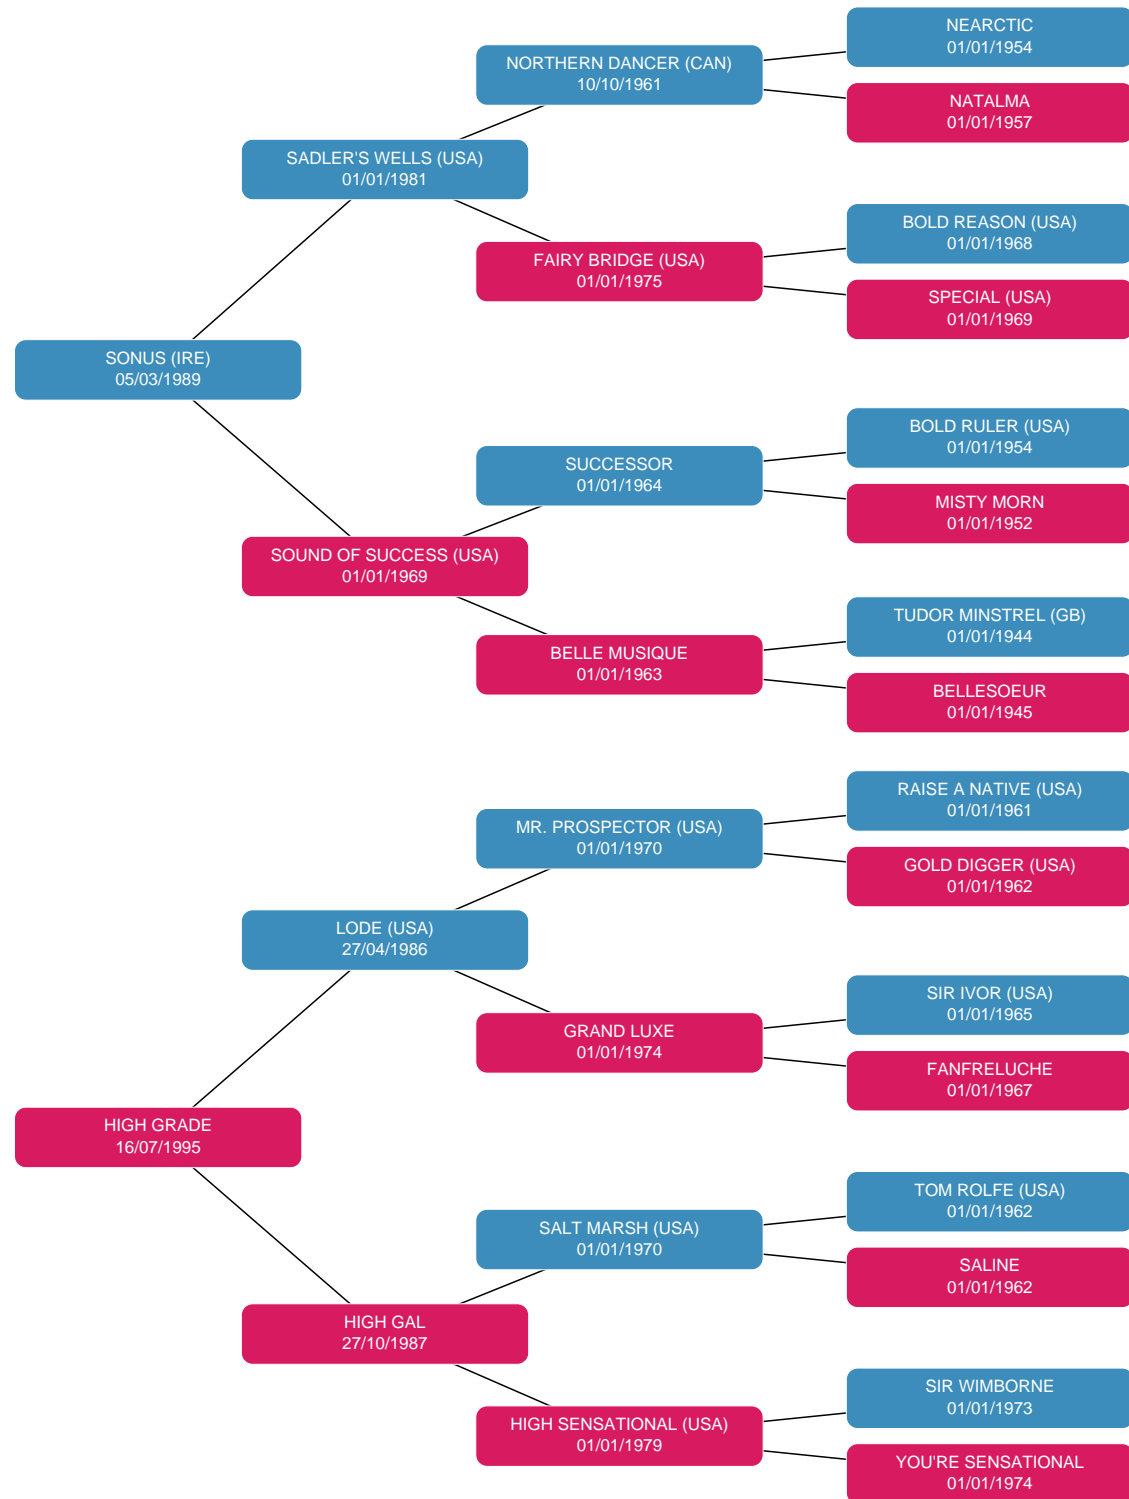 NEARCTIC
01/01/1954
NORTHERN DANCER (CAN)
10/10/1961
NATALMA
01/01/1957
SADLER'S WELLS (USA)
01/01/1981
BOLD REASON (USA)
01/01/1968
FAIRY BRIDGE (USA)
01/01/1975
SPECIAL (USA)
01/01/1969
SONUS (IRE)
05/03/1989
BOLD RULER (USA)
01/01/1954
SUCCESSOR
01/01/1964
MISTY MORN
01/01/1952
SOUND OF SUCCESS (USA)
01/01/1969
TUDOR MINSTREL (GB)
01/01/1944
BELLE MUSIQUE
01/01/1963
BELLESOEUR
01/01/1945
RAISE A NATIVE (USA)
01/01/1961
MR. PROSPECTOR (USA)
01/01/1970
GOLD DIGGER (USA)
01/01/1962
LODE (USA)
27/04/1986
SIR IVOR (USA)
01/01/1965
GRAND LUXE
01/01/1974
FANFRELUCHE
01/01/1967
HIGH GRADE
16/07/1995
TOM ROLFE (USA)
01/01/1962
SALT MARSH (USA)
01/01/1970
SALINE
01/01/1962
HIGH GAL
27/10/1987
SIR WIMBORNE
01/01/1973
HIGH SENSATIONAL (USA)
01/01/1979
YOU'RE SENSATIONAL
01/01/1974